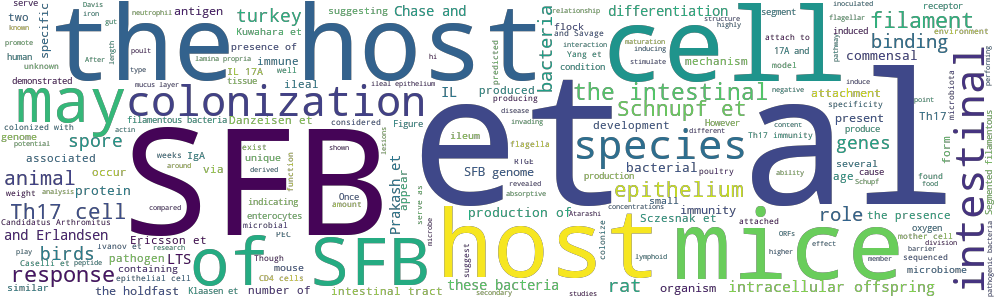 the host
cell
SFB
et al
of SFB
host
mice
may
colonization
species
intestinal
the intestinal
filament
binding
epithelium
response
Th17 cell
Schnupf et
turkey
differentiation
bacteria
genes
role
rat
birds
animal
spore
protein
LTS
Prakash et
intracellular offspring
these bacteria
production of
organism
Sczesnak et
immunity
small
bacterial
development
SFB genome
mechanism
commensal
attachment
present
Chase and
Kuwahara et
presence of
immune
antigen
specific
two
serve
human
unknown
iron
Davis
gut
After
length
neutrophil
suggesting
lamina propria
IL 17A
well
tissue
ileal
ileal epithelium
mucus layer
poult
type
demonstrated
colonized with
genome
potential
filamentous bacteria
actin
Danzeisen et
considered
Figure
IL
produced
producing
predicted
disease
invading
hi
flock
and Savage
interaction
Yang et
condition
relationship
maturation
inducing
stimulate
structure
highly
segment
attach to
17A and
model
pathway
flagellar
induced
receptor
inoculated
environment
performing
increasing
negative
induce
specificity
produce
microbiota
point
Th17
form
associated
occur
via
weeks
IgA
around
exist
unique
derived
function
shown
lesions
indicating
enterocytes
microbial
PEC
Once
amount
appear
serve as
ileum
flagella
RTGE
revealed
absorptive
poultry
different
However
Th17 immunity
content
ability
several
age
cause
Schupf
found
food
the presence
oxygen
mother cell
division
barrier
sequenced
microbiome
member
pathogenic bacteria
Segmented filamentous
weight
analysis
compared
Candidatus Arthromitus
and Erlandsen
play
Ivanov et
research
Ericsson et
Caselli et
peptide
pathogen
containing
epithelial cell
similar
the holdfast
Klaasen et
number of
Though
mouse
CD4 cells
intestinal tract
microbe
suggest
secondary
studies
lymphoid
colonize
concentrations
Atarashi
attached
ORFs
higher
effect
production